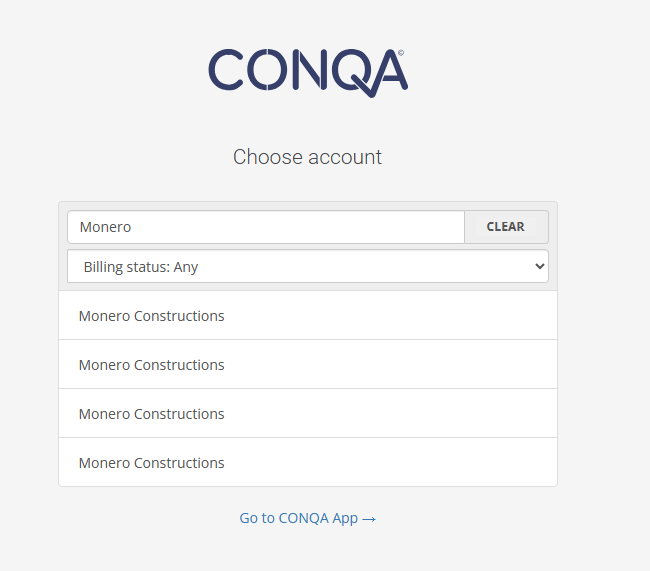 CONQA©
Choose account
Monero
CLEAR
Billing status: Any
Monero Constructions
Monero Constructions
Monero Constructions
Monero Constructions
Go to CONQA App →